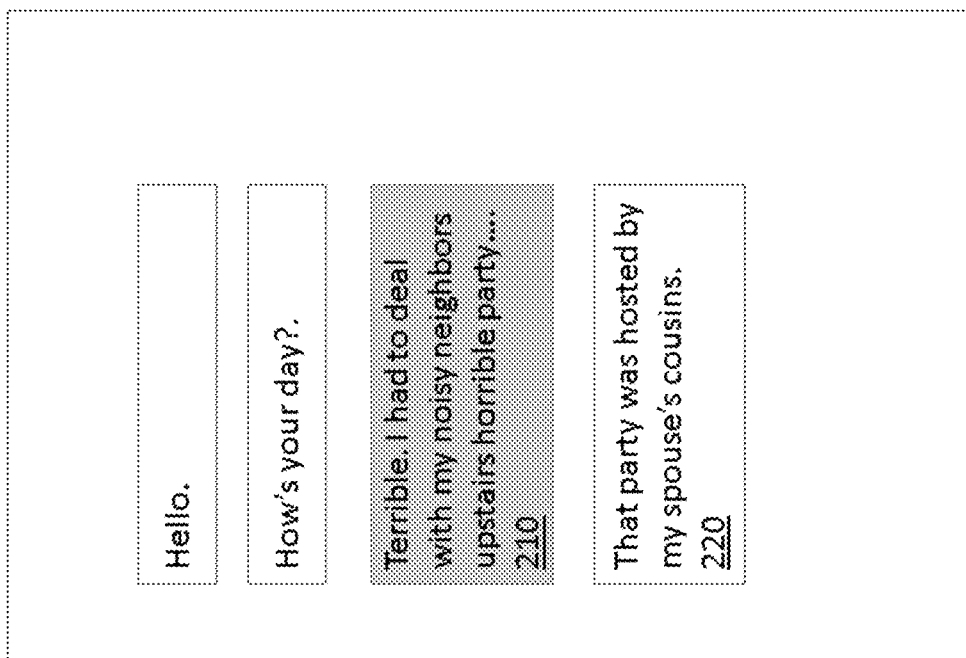 Hello.
How's your day?.
Terrible. I had to deal
with my noisy neighbors
upstairs horrible party....
210
That party was hosted by
my spouse's cousins.
220